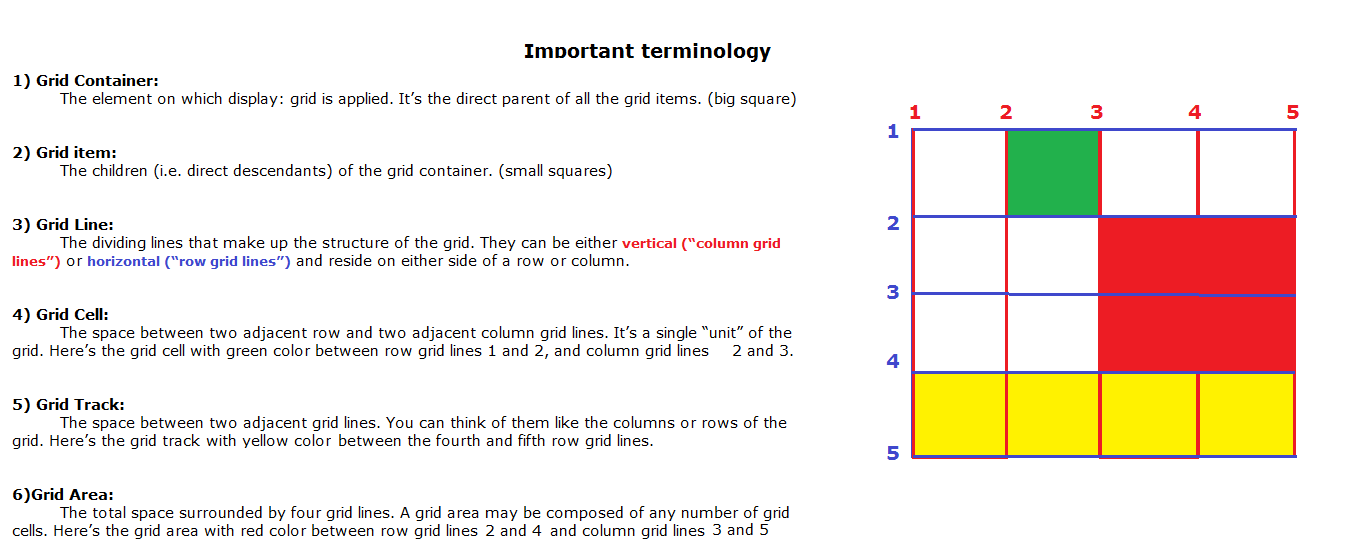 Important terminology
1) Grid Container:
The element on which display: grid is applied. It’s the direct parent of all the grid items. (big square)
2) Grid item:
The children (i.e. direct descendants) of the grid container. (small squares)
3) Grid Line:
The dividing lines that make up the structure of the grid. They can be either vertical (“column grid
lines”) or horizontal (“row grid lines”) and reside on either side of a row or column.
4) Grid Cell:
The space between two adjacent row and two adjacent column grid lines. It’s a single “unit” of the
grid. Here’s the grid cell with green color between row grid lines 1 and 2, and column grid lines 2 and 3.
5) Grid Track:
The space between two adjacent grid lines. You can think of them like the columns or rows of the
grid. Here’s the grid track with yellow color between the fourth and fifth row grid lines.
6)Grid Area:
The total space surrounded by four grid lines. A grid area may be composed of any number of grid
cells. Here’s the grid area with red color between row grid lines 2 and 4 and column grid lines 3 and 5
1 2 3 4 5
1
2
3
4
5